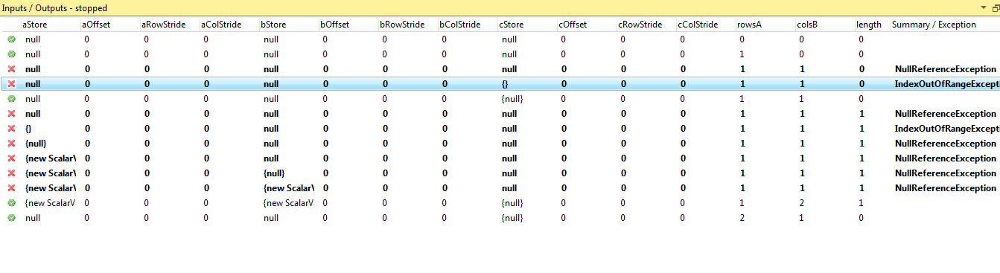 Inputs / Outputs - stopped
aStore aOffset aRowStride aColStride bStore bOffset bRowStride bColStride cStore cOffset cRowStride cColStride rowsA colsB length Summary / Exception
null 0 0 0 null 0 0 0 null 0 0 0 0 0 0
null 0 0 0 null 0 0 0 null 0 0 0 1 0 0
null 0 0 0 null 0 0 0 null 0 0 0 1 1 0 NullReferenceException
null 0 0 0 null 0 0 0 {} 0 0 0 1 1 0 IndexOutOfRangeExcepti
null 0 0 0 null 0 0 0 {null} 0 0 0 1 1 0
null 0 0 0 null 0 0 0 null 0 0 0 1 1 1 NullReferenceException
{} 0 0 0 null 0 0 0 null 0 0 0 1 1 1 IndexOutOfRangeExcepti
{null} 0 0 0 null 0 0 0 null 0 0 0 1 1 1 NullReferenceException
{new Scalar\ 0 0 0 null 0 0 0 null 0 0 0 1 1 1 NullReferenceException
{new Scalar\ 0 0 0 {null} 0 0 0 null 0 0 0 1 1 1 NullReferenceException
{new Scalar\ 0 0 0 {new Scalar\ 0 0 0 null 0 0 0 1 1 1 NullReferenceException
{new ScalarV 0 0 0 {new ScalarV 0 0 0 {null} 0 0 0 1 2 1
null 0 0 0 null 0 0 0 {null} 0 0 0 2 1 0